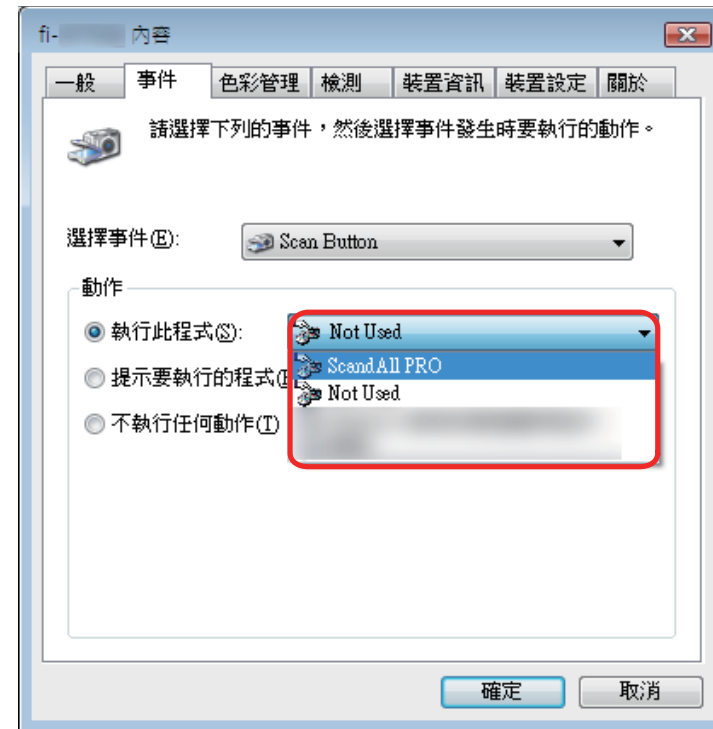 fi- 內容
一般 事件 色彩管理 檢測 裝置資訊 裝置設定 關於
請選擇下列的事件，然後選擇事件發生時要執行的動作。
選擇事件(E): Scan Button
動作
執行此程式(S): Not Used
ScandAll PRO
提示要執行的程式(
Not Used
不執行任何動作(T)
確定 取消